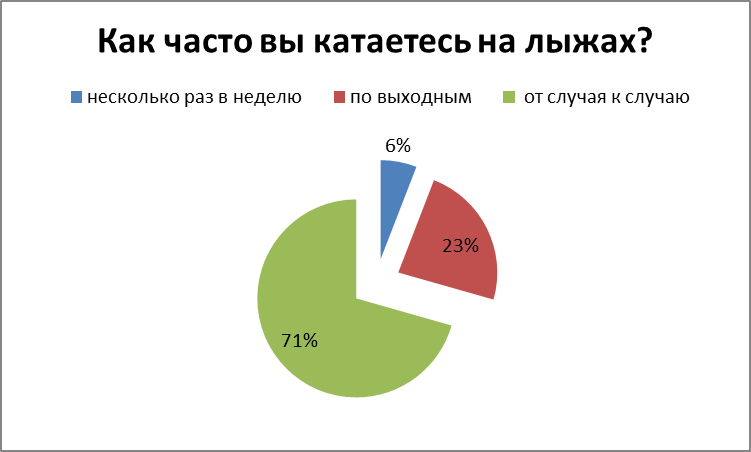 Как часто вы катаетесь на лыжах?
несколько раз в неделю по выходным от случая к случаю
6%
23%
71%